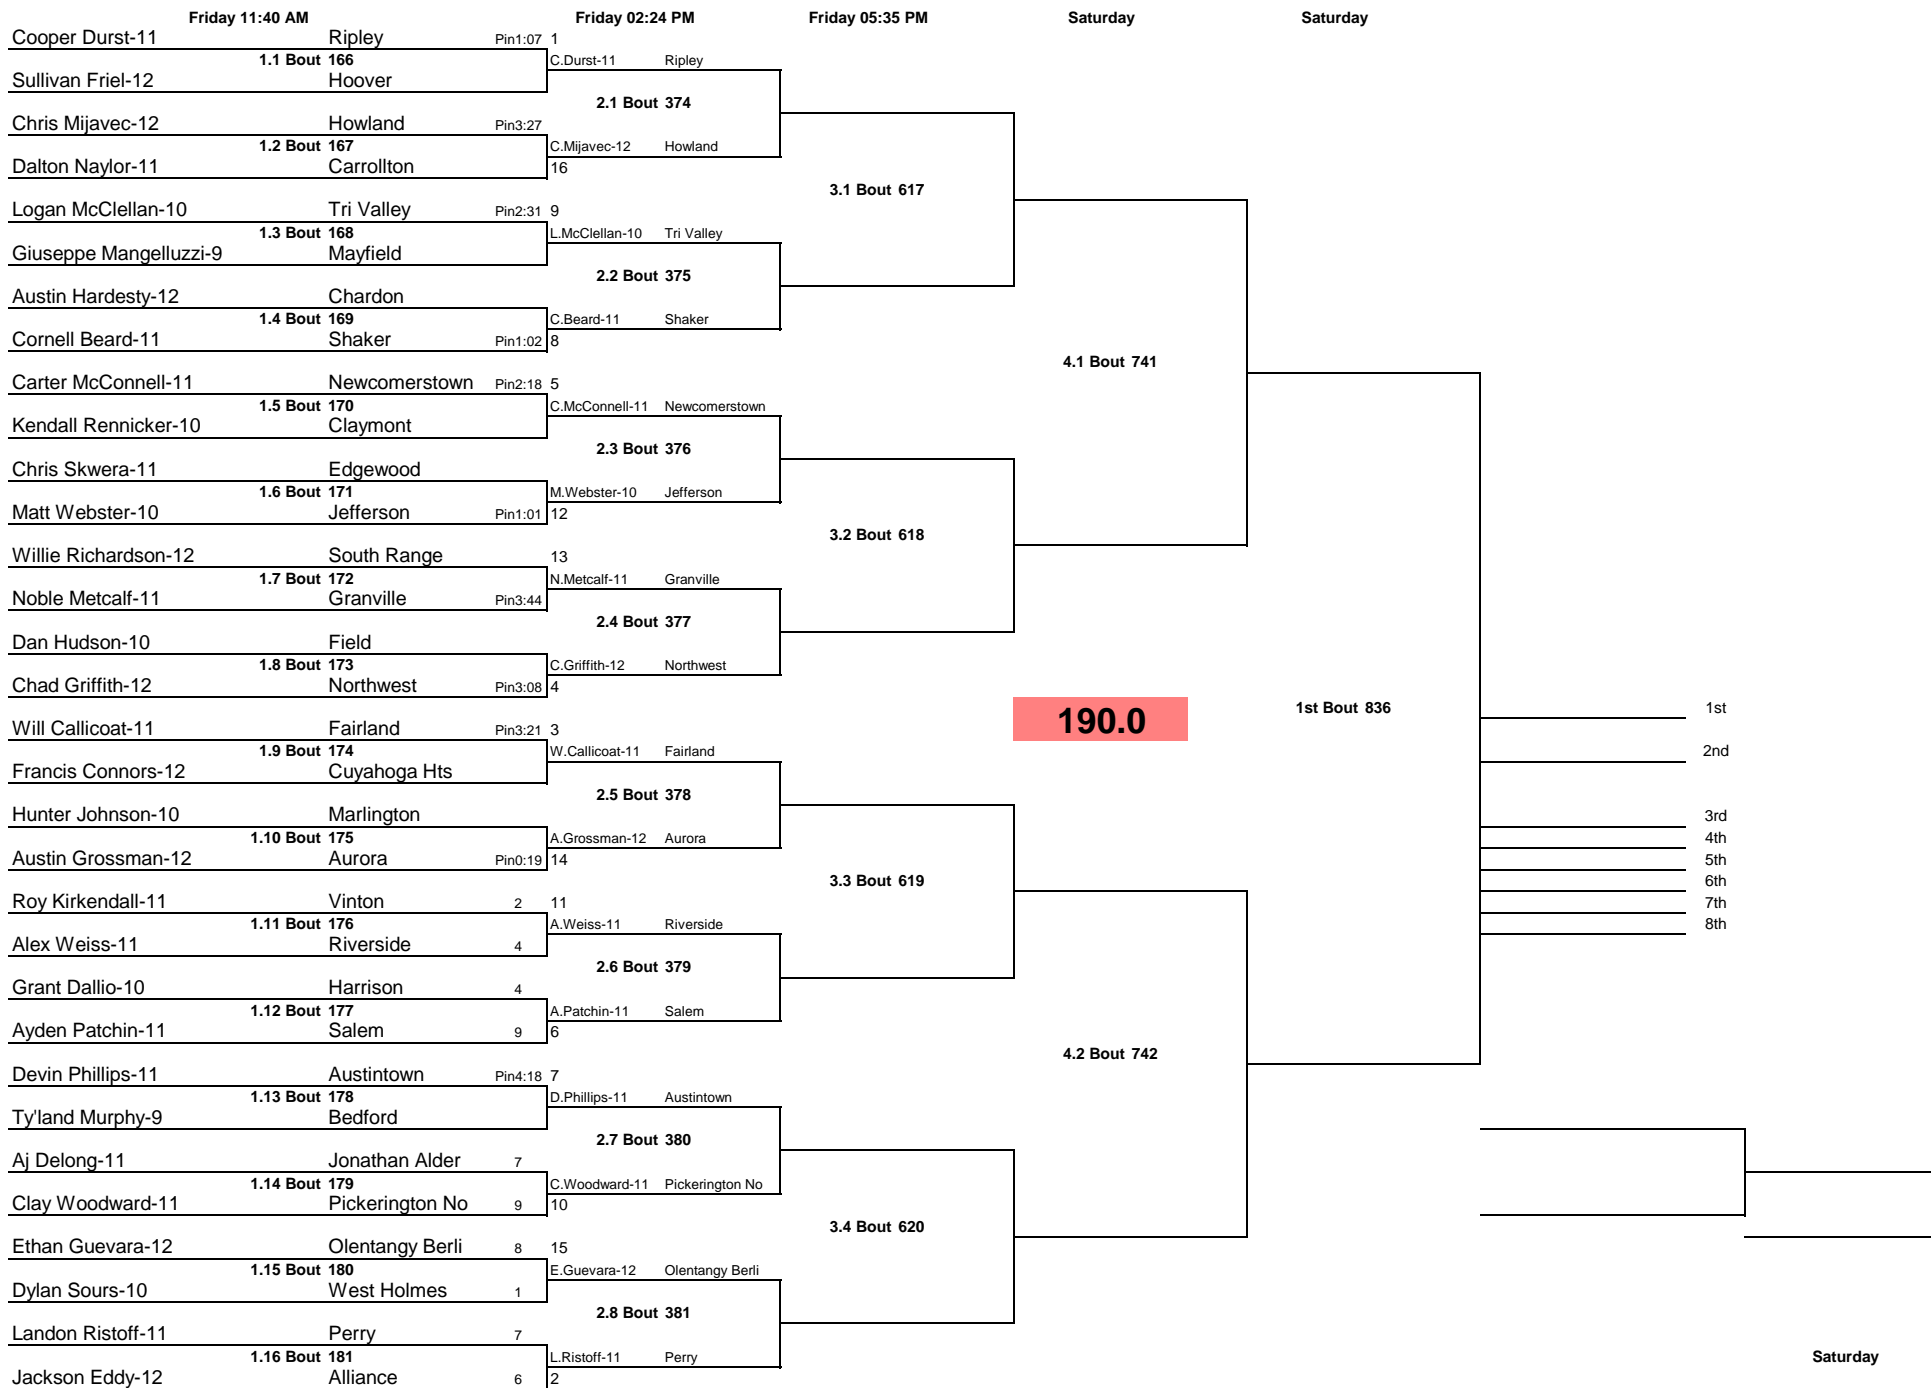 Friday 11:40 AM Friday 02:24 PM Friday 05:35 PM Saturday Saturday
Cooper Durst-11 Ripley Pin1:07 1
1.1 Bout 166 C.Durst-11 Ripley
Sullivan Friel-12 Hoover
2.1 Bout 374
Chris Mijavec-12 Howland Pin3:27
1.2 Bout 167 C.Mijavec-12 Howland
Dalton Naylor-11 Carrollton 16
3.1 Bout 617
Logan McClellan-10 Tri Valley Pin2:31 9
1.3 Bout 168 L.McClellan-10 Tri Valley
Giuseppe Mangelluzzi-9 Mayfield
2.2 Bout 375
Austin Hardesty-12 Chardon
1.4 Bout 169 C.Beard-11 Shaker
Cornell Beard-11 Shaker Pin1:02 8
4.1 Bout 741
Carter McConnell-11 Newcomerstown Pin2:18 5
1.5 Bout 170 C.McConnell-11 Newcomerstown
Kendall Rennicker-10 Claymont
2.3 Bout 376
Chris Skwera-11 Edgewood
1.6 Bout 171 M.Webster-10 Jefferson
Matt Webster-10 Jefferson Pin1:01 12
3.2 Bout 618
Willie Richardson-12 South Range 13
1.7 Bout 172 N.Metcalf-11 Granville
Noble Metcalf-11 Granville Pin3:44
2.4 Bout 377
Dan Hudson-10 Field
1.8 Bout 173 C.Griffith-12 Northwest
Chad Griffith-12 Northwest Pin3:08 4
190.0 1st Bout 836 1st
Will Callicoat-11 Fairland Pin3:21 3
1.9 Bout 174 W.Callicoat-11 Fairland 2nd
Francis Connors-12 Cuyahoga Hts
2.5 Bout 378
Hunter Johnson-10 Marlington 3rd
1.10 Bout 175 A.Grossman-12 Aurora 4th
Austin Grossman-12 Aurora Pin0:19 14 5th
3.3 Bout 619 6th
Roy Kirkendall-11 Vinton 2 11 7th
1.11 Bout 176 A.Weiss-11 Riverside 8th
Alex Weiss-11 Riverside 4
2.6 Bout 379
Grant Dallio-10 Harrison 4
1.12 Bout 177 A.Patchin-11 Salem
Ayden Patchin-11 Salem 9 6
4.2 Bout 742
Devin Phillips-11 Austintown Pin4:18 7
1.13 Bout 178 D.Phillips-11 Austintown
Ty'land Murphy-9 Bedford
2.7 Bout 380
Aj Delong-11 Jonathan Alder 7
1.14 Bout 179 C.Woodward-11 Pickerington No
Clay Woodward-11 Pickerington No 9 10
3.4 Bout 620
Ethan Guevara-12 Olentangy Berli 8 15
1.15 Bout 180 E.Guevara-12 Olentangy Berli
Dylan Sours-10 West Holmes 1
2.8 Bout 381
Landon Ristoff-11 Perry 7
1.16 Bout 181 L.Ristoff-11 Perry Saturday
Jackson Eddy-12 Alliance 6 2